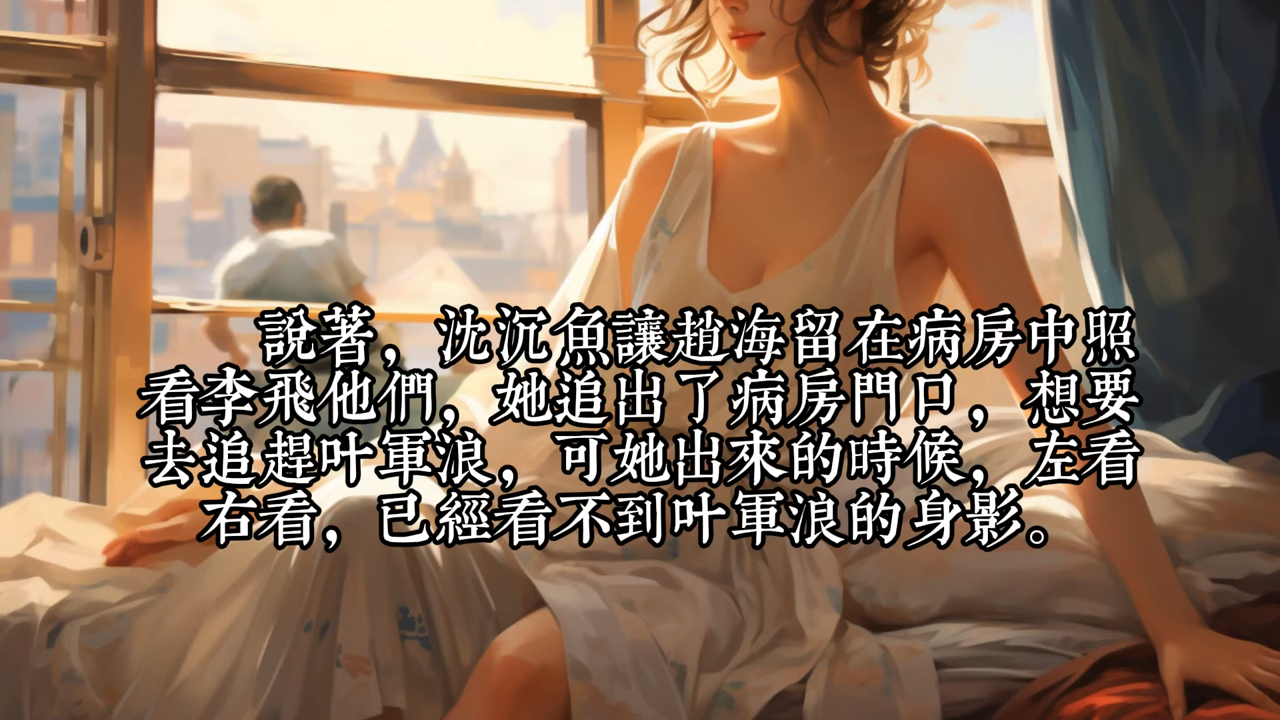 說著，沈沉魚讓趙海留在病房中照
看李飛他們，她追出了病房門口，想要
去追趕叶軍浪，可她出來的時候，左看
右看，已經看不到叶軍浪的身影。